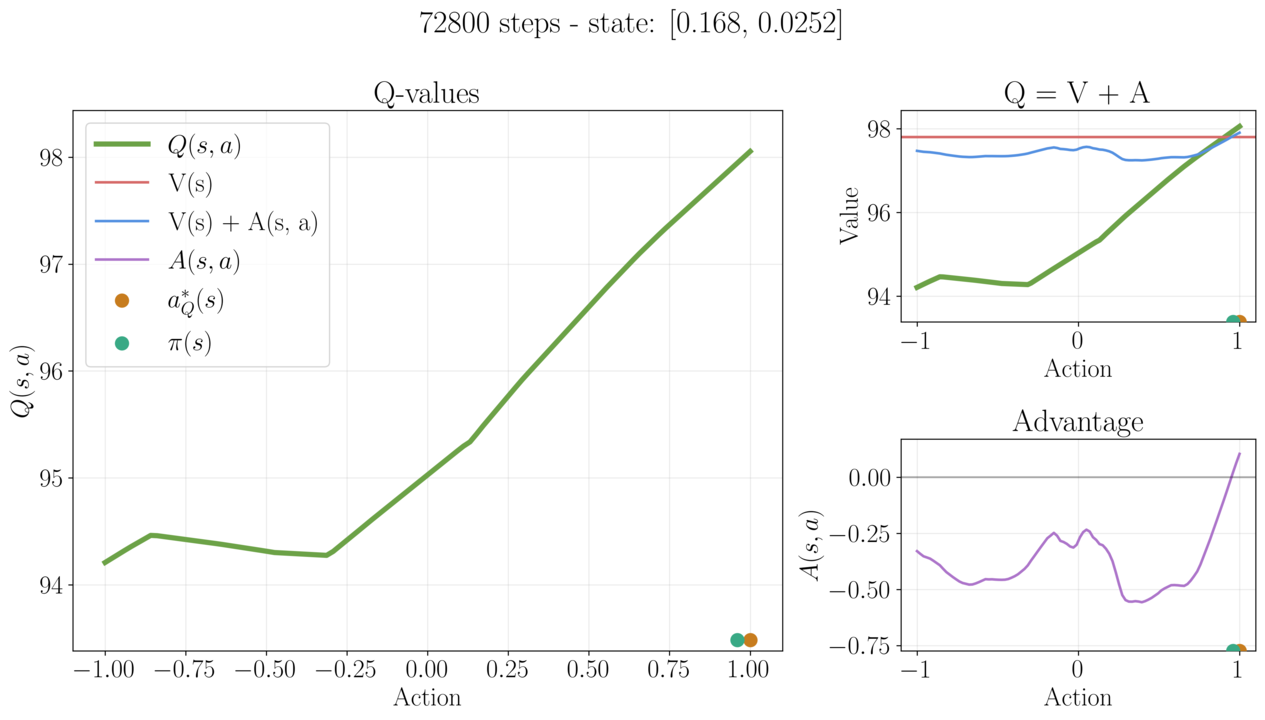 72800 steps - state: [0.168, 0.0252]
Q-values
Q(s, a)
V(s)
V(s) + A(s, a)
A(s, a)
a*Q(s)
π(s)
98
97
96
95
94
Q(s, a)
−1.00 −0.75 −0.50 −0.25 0.00 0.25 0.50 0.75 1.00
Action
Q = V + A
98
96
94
Value
−1 0 1
Action
Advantage
0.00
−0.25
−0.50
−0.75
A(s, a)
−1 0 1
Action